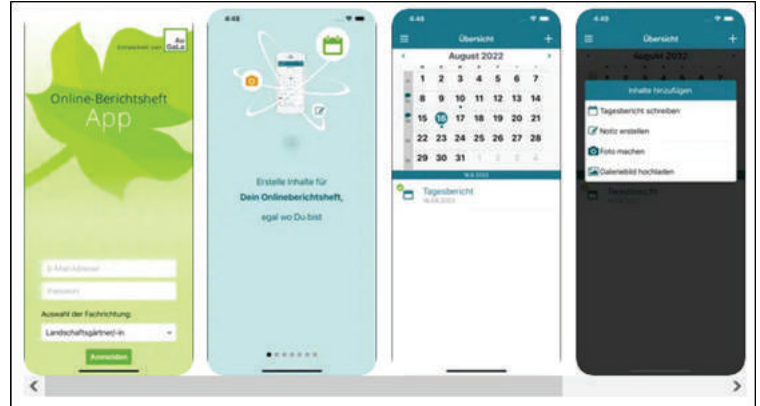 Entwickelt von
Au
GaLa
Online-Berichtsheft
App
E-Mail-Adresse
Passwort
Auswahl der Fachrichtung:
Landschaftsgärtner/-in
Anmelden
4:48
Erstelle Inhalte für
Dein Onlineberichtsheft,
egal wo Du bist
4:48
Übersicht
+
August 2022
1 2 3 4 5 6 7
8 9 10 11 12 13 14
15 16 17 18 19 20 21
22 23 24 25 26 27 28
29 30 31 1 2 3 4
16.8.2022
Tagesbericht
16.08.2022
4:48
Übersicht
+
August 2022
Inhalte hinzufügen
Tagesbericht schreiben
Notiz erstellen
Foto machen
Galeriebild hochladen
Tagesbericht
16.08.2022